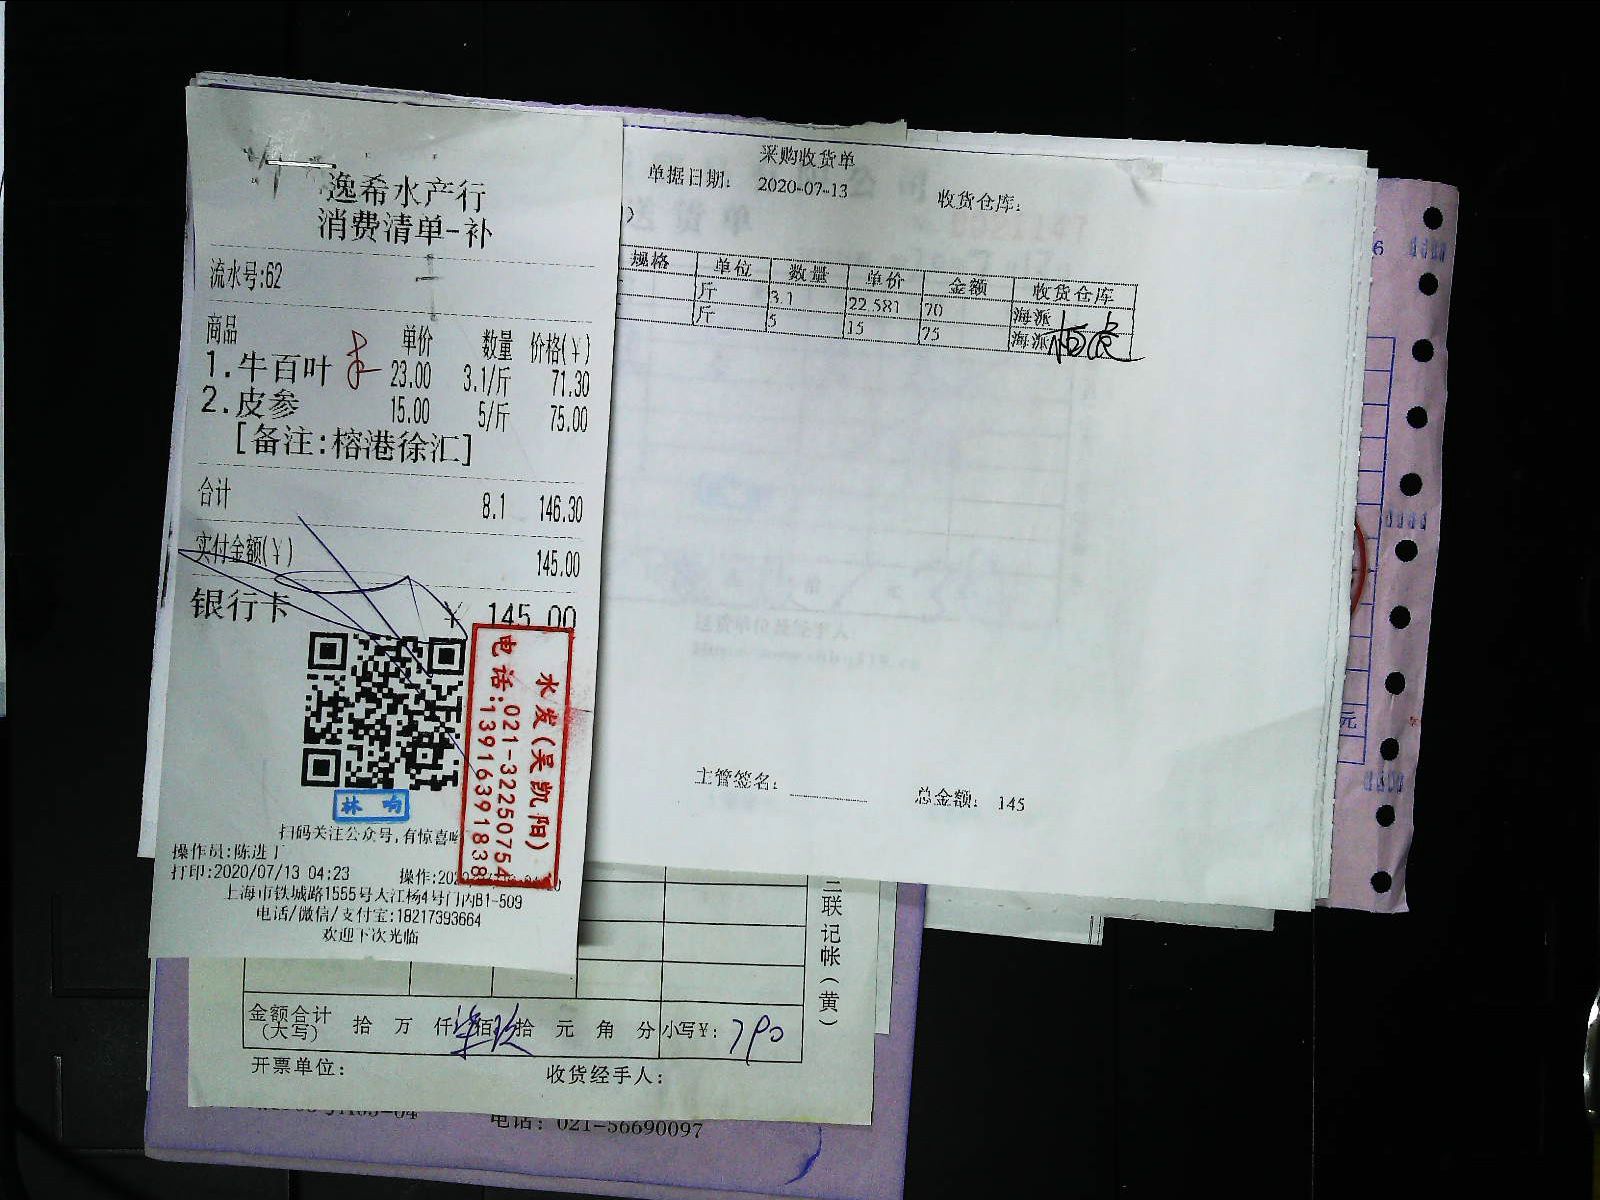 逸希水产行
消费清单-补
流水号:62
商品 单价 数量 价格(¥)
1.牛百叶 23.00 3.1/斤 71.30
2.皮参 15.00 5/斤 75.00
[备注:榕港徐汇]
合计 8.1 146.30
实付金额(¥) 145.00
银行卡 ¥ 145.00
水发(吴凯阳)
电话:021-32250754
13916391838
林响
扫码关注公众号,有惊喜
操作员:陈进丁
打印:2020/07/13 04:23 操作:202
上海市铁城路1555号大江杨4号门内B1-509
电话/微信/支付宝:18217393664
欢迎下次光临
采购收货单
单据日期: 2020-07-13 收货仓库:
规格 单位 数量 单价 金额 收货仓库
斤 3.1 22.581 70 海派
斤 5 15 75 海派
主管签名: 总金额: 145
三联记帐(黄)
金额合计(大写) 拾 万 仟 佰玖拾 元 角 分 小写¥: 790
开票单位: 收货经手人:
电话: 021-56690097
元